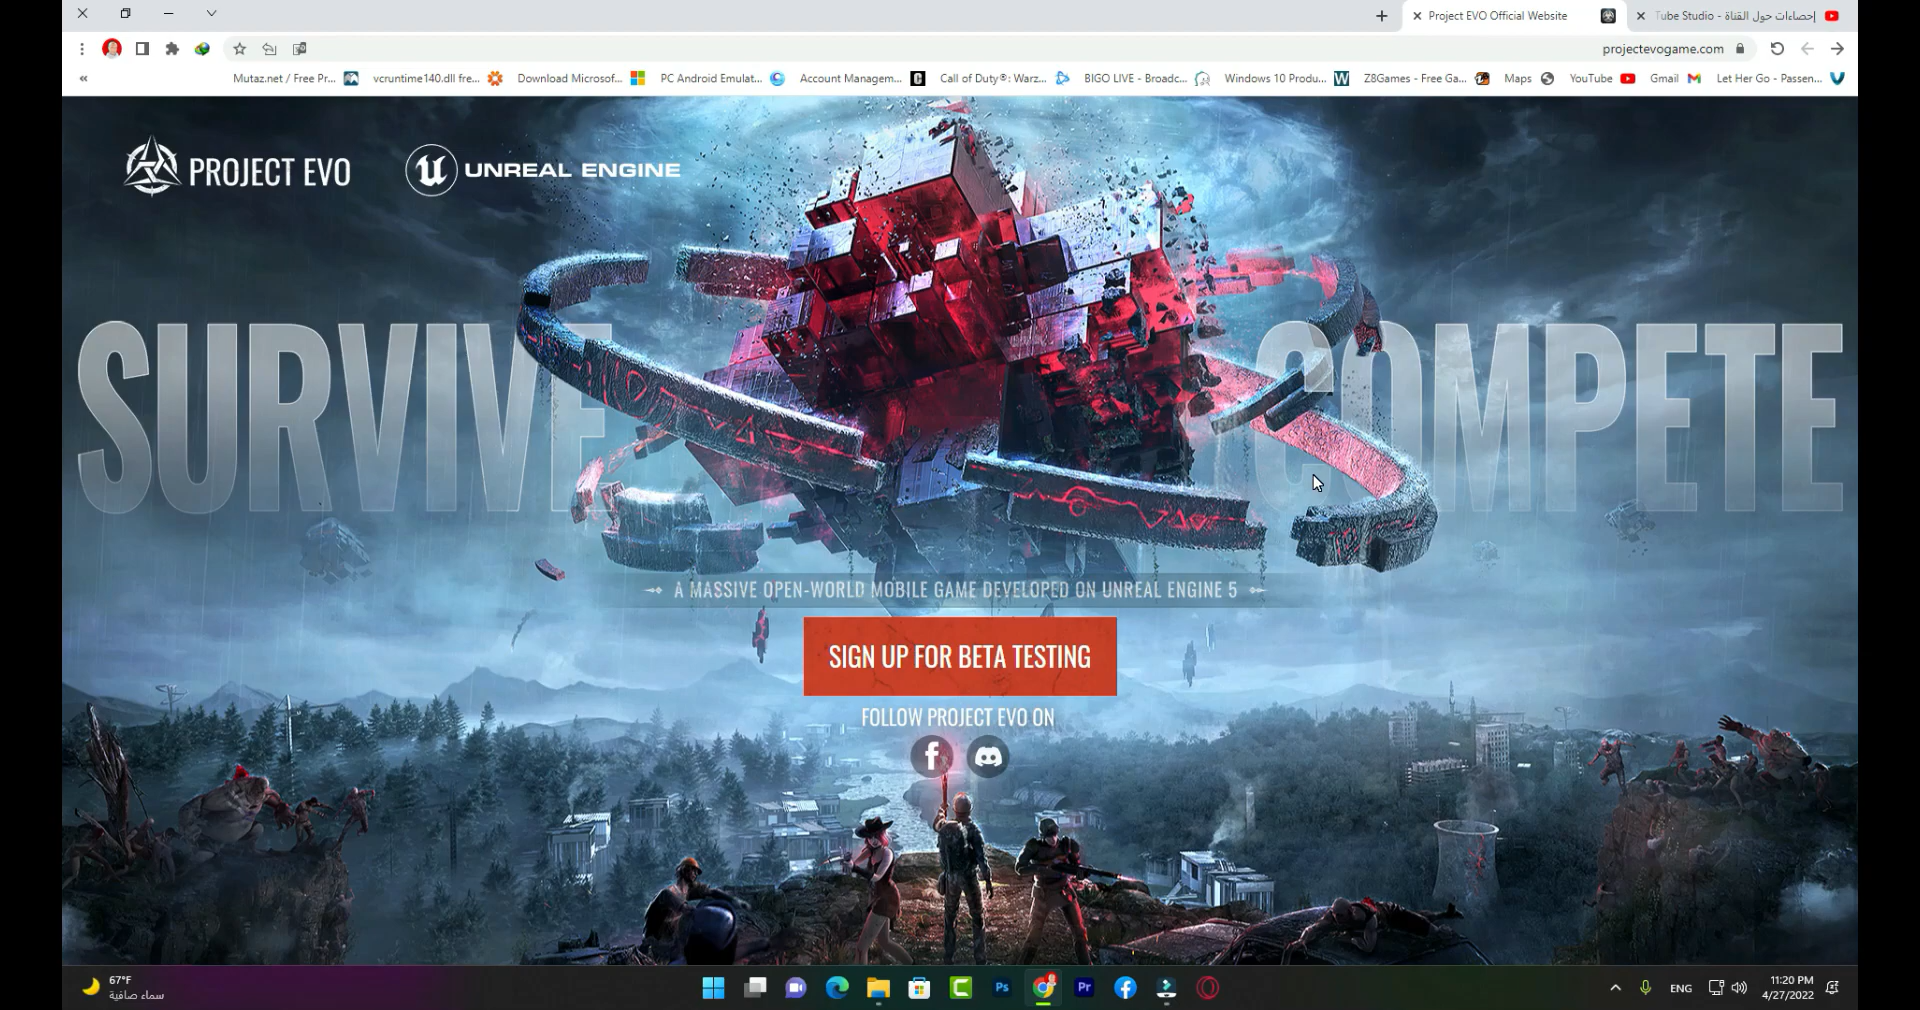 Project EVO Official Website
إحصاءات حول القناة - Tube Studio
projectevogame.com
Mutaz.net / Free Pr...
vcruntime140.dll fre...
Download Microsof...
PC Android Emulat...
Account Managem...
Call of Duty®: Warz...
BIGO LIVE - Broadc...
Windows 10 Produ...
Z8Games - Free Ga...
Maps
YouTube
Gmail
Let Her Go - Passen...
PROJECT EVO
UNREAL ENGINE
SURVIVE
COMPETE
A MASSIVE OPEN-WORLD MOBILE GAME DEVELOPED ON UNREAL ENGINE 5
SIGN UP FOR BETA TESTING
FOLLOW PROJECT EVO ON
67°F
سماء صافية
Ps
Pr
ENG
11:20 PM
4/27/2022